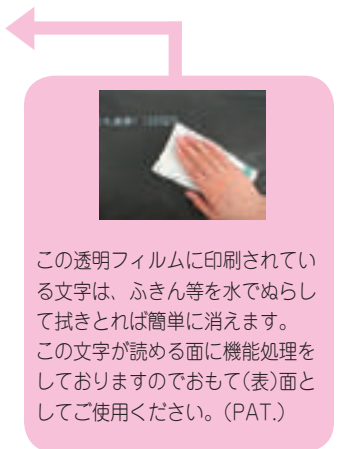 この透明フィルムに印刷されてい
る文字は、ふきん等を水でぬらし
て拭きとれば簡単に消えます。
この文字が読める面に機能処理を
しておりますのでおもて(表)面と
してご使用ください。(PAT.)